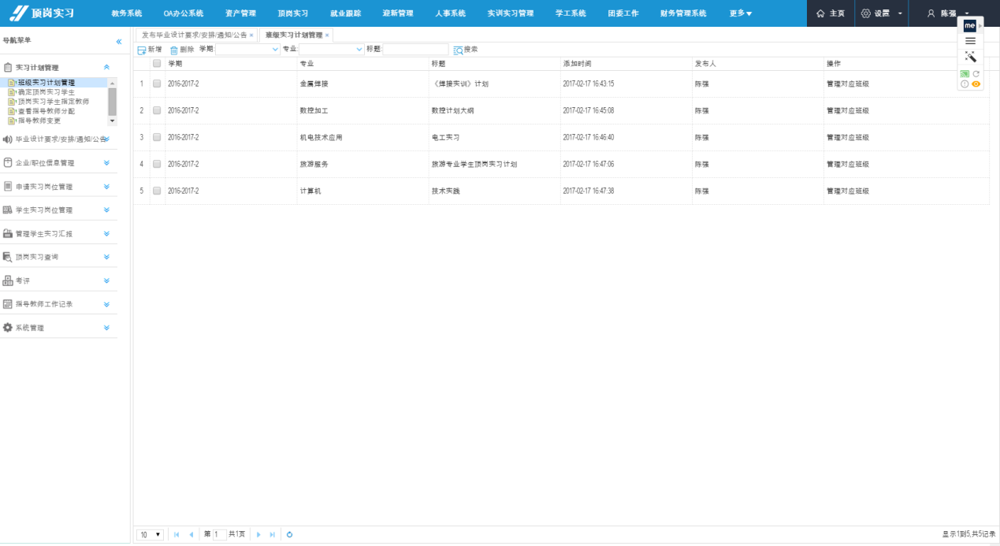 顶岗实习 教务系统 OA办公系统 资产管理 顶岗实习 就业跟踪 迎新管理 人事系统 实训实习管理 学工系统 团委工作 财务管理系统 更多▾ 主页 设置 陈强
me
导航菜单 «
实习计划管理
班级实习计划管理
确定顶岗实习学生
顶岗实习学生指定教师
查看指导教师分配
指导教师变更
毕业设计要求/安排/通知/公告
企业/职位信息管理
申请实习岗位管理
学生实习岗位管理
管理学生实习汇报
顶岗实习查询
考评
指导教师工作记录
系统管理
发布毕业设计要求/安排/通知/公告 × 班级实习计划管理 ×
新增 删除 学期: 专业: 标题: 搜索
学期 专业 标题 添加时间 发布人 操作
1 2016-2017-2 金属焊接 《焊接实训》计划 2017-02-17 16:43:15 陈强 管理对应班级
2 2016-2017-2 数控加工 数控计划大纲 2017-02-17 16:45:08 陈强 管理对应班级
3 2016-2017-2 机电技术应用 电工实习 2017-02-17 16:46:40 陈强 管理对应班级
4 2016-2017-2 旅游服务 旅游专业学生顶岗实习计划 2017-02-17 16:47:06 陈强 管理对应班级
5 2016-2017-2 计算机 技术实践 2017-02-17 16:47:38 陈强 管理对应班级
10 第 1 共1页 显示1到5,共5记录